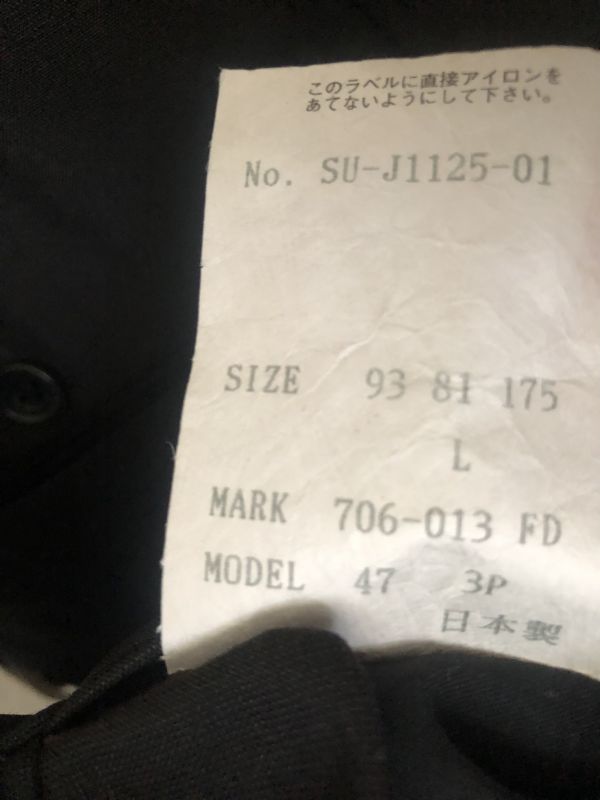 このラベルに直接アイロンを
あてないようにして下さい。
No. SU-J1125-01
SIZE 93 81 175
L
MARK 706-013 FD
MODEL 47 3P
日本製